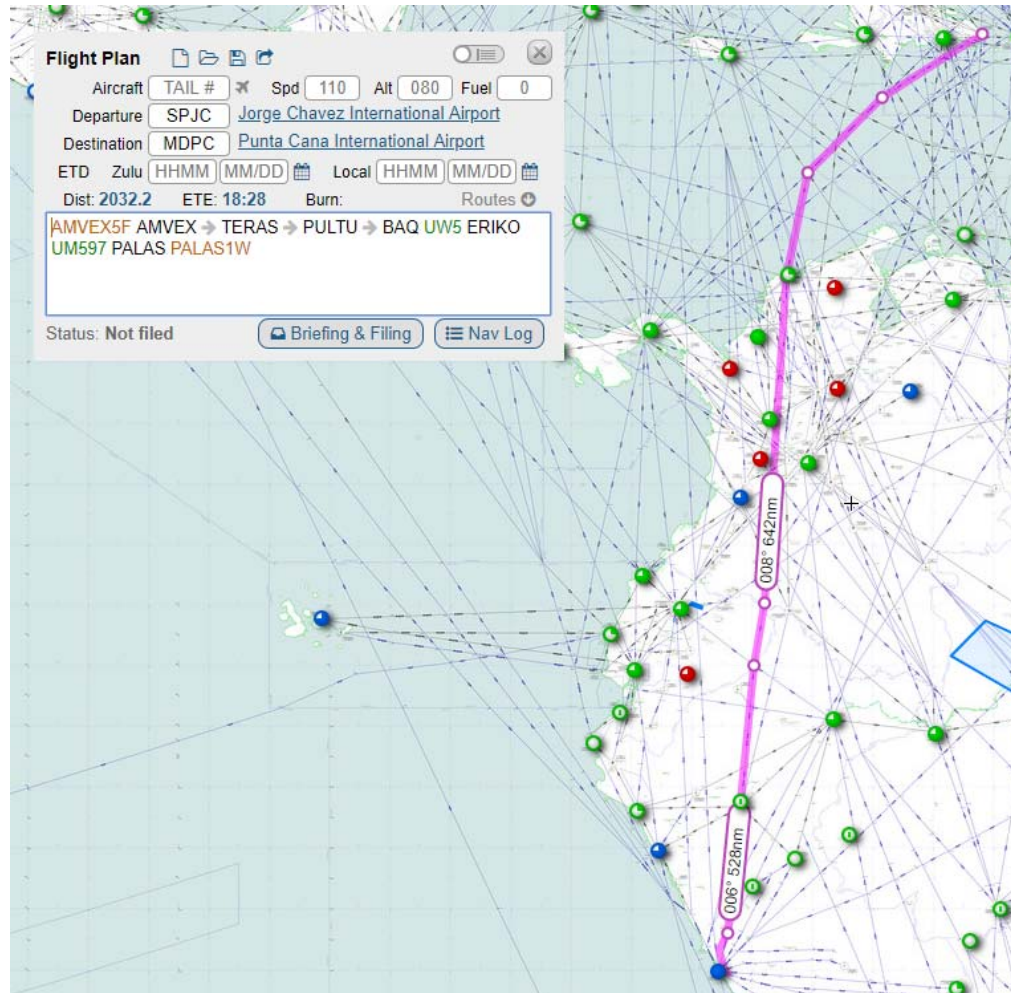 Flight Plan
Aircraft TAIL # Spd 110 Alt 080 Fuel 0
Departure SPJC Jorge Chavez International Airport
Destination MDPC Punta Cana International Airport
ETD Zulu HHMM MM/DD Local HHMM MM/DD
Dist: 2032.2 ETE: 18:28 Burn: Routes
AMVEX5F AMVEX → TERAS → PULTU → BAQ UW5 ERIKO
UM597 PALAS PALAS1W
Status: Not filed Briefing & Filing Nav Log
008° 642nm
006° 528nm